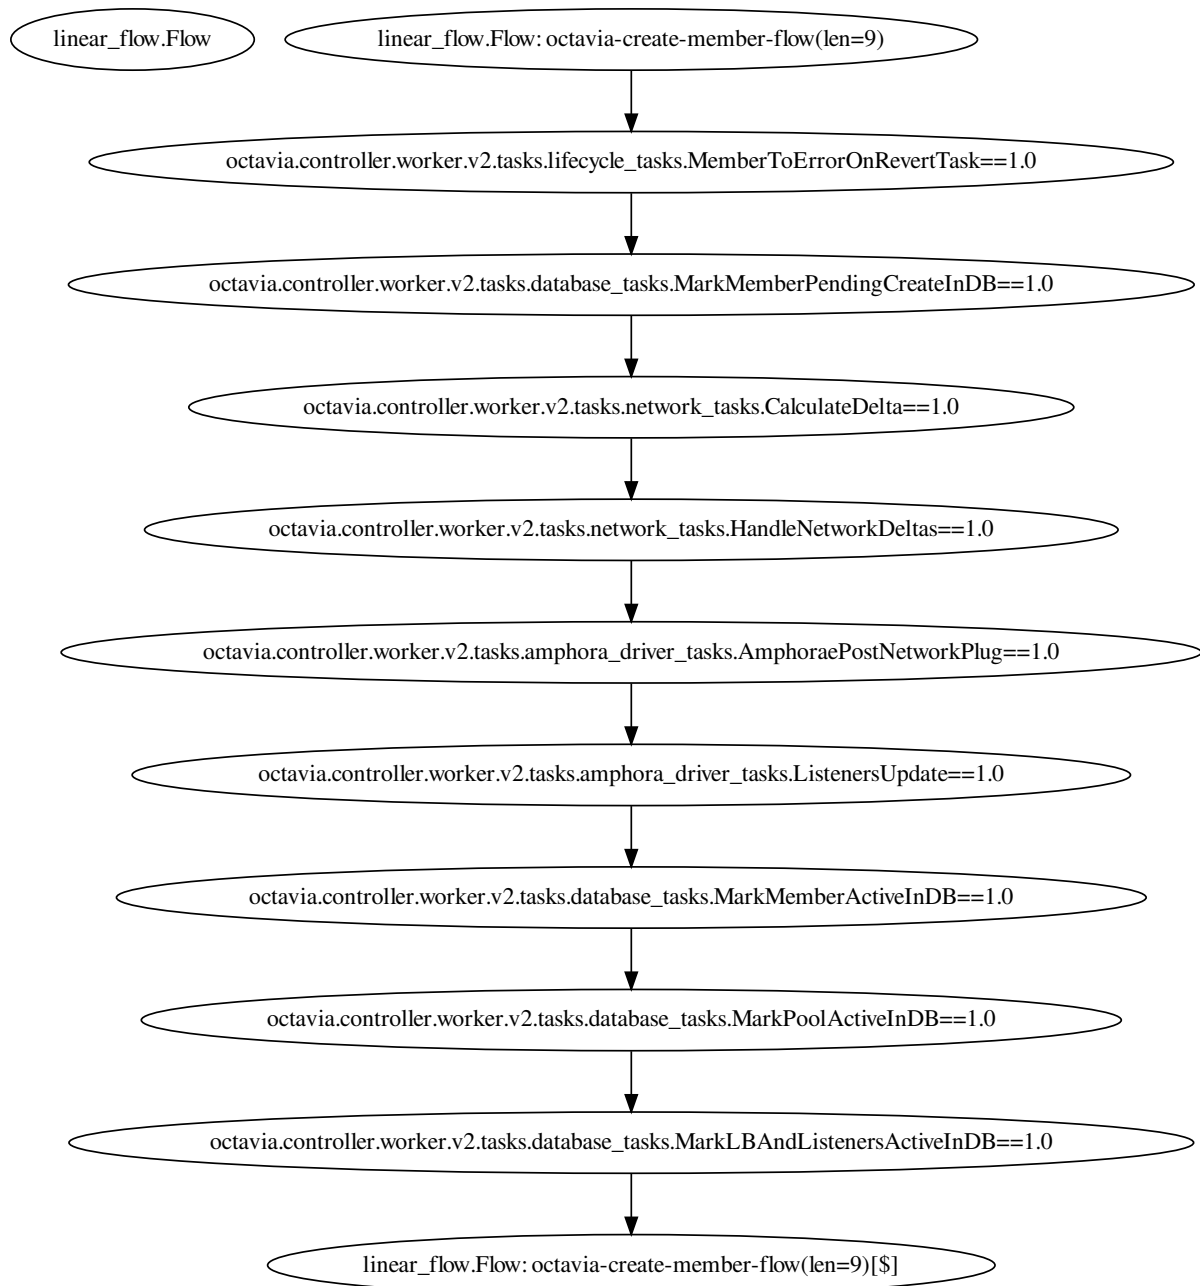 linear_flow.Flow
linear_flow.Flow: octavia-create-member-flow(len=9)
octavia.controller.worker.v2.tasks.lifecycle_tasks.MemberToErrorOnRevertTask==1.0
octavia.controller.worker.v2.tasks.database_tasks.MarkMemberPendingCreateInDB==1.0
octavia.controller.worker.v2.tasks.network_tasks.CalculateDelta==1.0
octavia.controller.worker.v2.tasks.network_tasks.HandleNetworkDeltas==1.0
octavia.controller.worker.v2.tasks.amphora_driver_tasks.AmphoraePostNetworkPlug==1.0
octavia.controller.worker.v2.tasks.amphora_driver_tasks.ListenersUpdate==1.0
octavia.controller.worker.v2.tasks.database_tasks.MarkMemberActiveInDB==1.0
octavia.controller.worker.v2.tasks.database_tasks.MarkPoolActiveInDB==1.0
octavia.controller.worker.v2.tasks.database_tasks.MarkLBAndListenersActiveInDB==1.0
linear_flow.Flow: octavia-create-member-flow(len=9)[$]